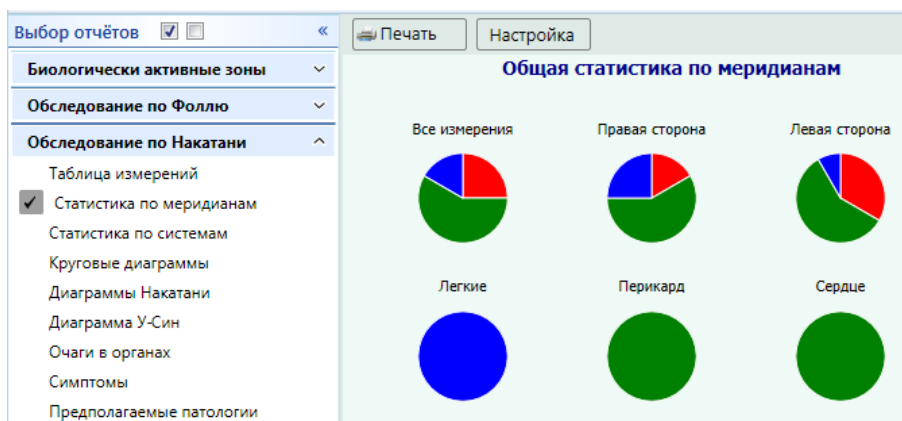 Выбор отчётов
Биологически активные зоны
Обследование по Фоллю
Обследование по Накатани
Таблица измерений
Статистика по меридианам
Статистика по системам
Круговые диаграммы
Диаграммы Накатани
Диаграмма У-Син
Очаги в органах
Симптомы
Предполагаемые патологии
Печать
Настройка
Общая статистика по меридианам
Все измерения
Правая сторона
Левая сторона
Легкие
Перикард
Сердце